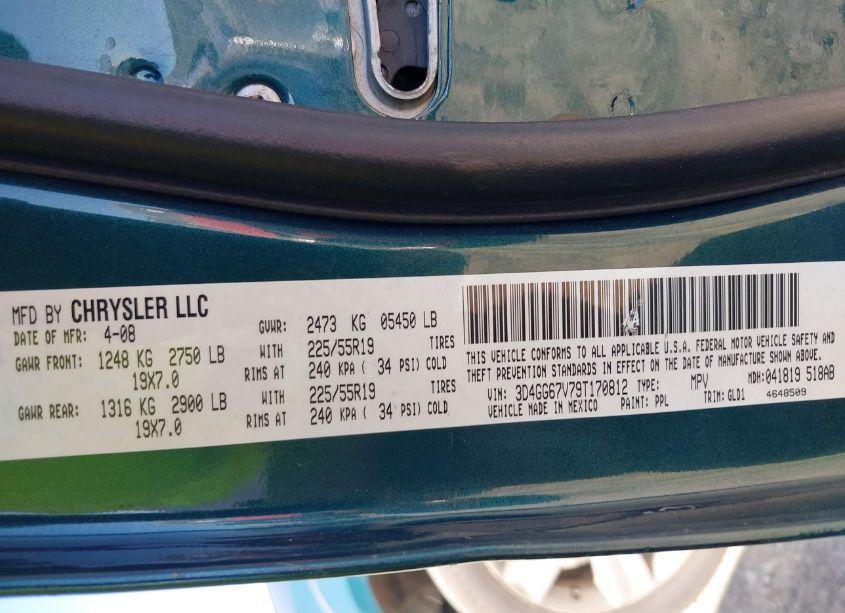 MFD BY CHRYSLER LLC
DATE OF MFR: 4-08
GVWR: 2473 KG 05450 LB
GAWR FRONT: 1248 KG 2750 LB
19X7.0
WITH 225/55R19 TIRES
RIMS AT 240 KPA ( 34 PSI) COLD
GAWR REAR: 1316 KG 2900 LB
19X7.0
WITH 225/55R19 TIRES
RIMS AT 240 KPA ( 34 PSI) COLD
THIS VEHICLE CONFORMS TO ALL APPLICABLE U.S.A. FEDERAL MOTOR VEHICLE SAFETY AND
THEFT PREVENTION STANDARDS IN EFFECT ON THE DATE OF MANUFACTURE SHOWN ABOVE.
VIN: 3D4GG67V79T170812 TYPE: MPV MDH: 041819 518AB
VEHICLE MADE IN MEXICO PAINT: PPL TRIM: GLD1 4648509